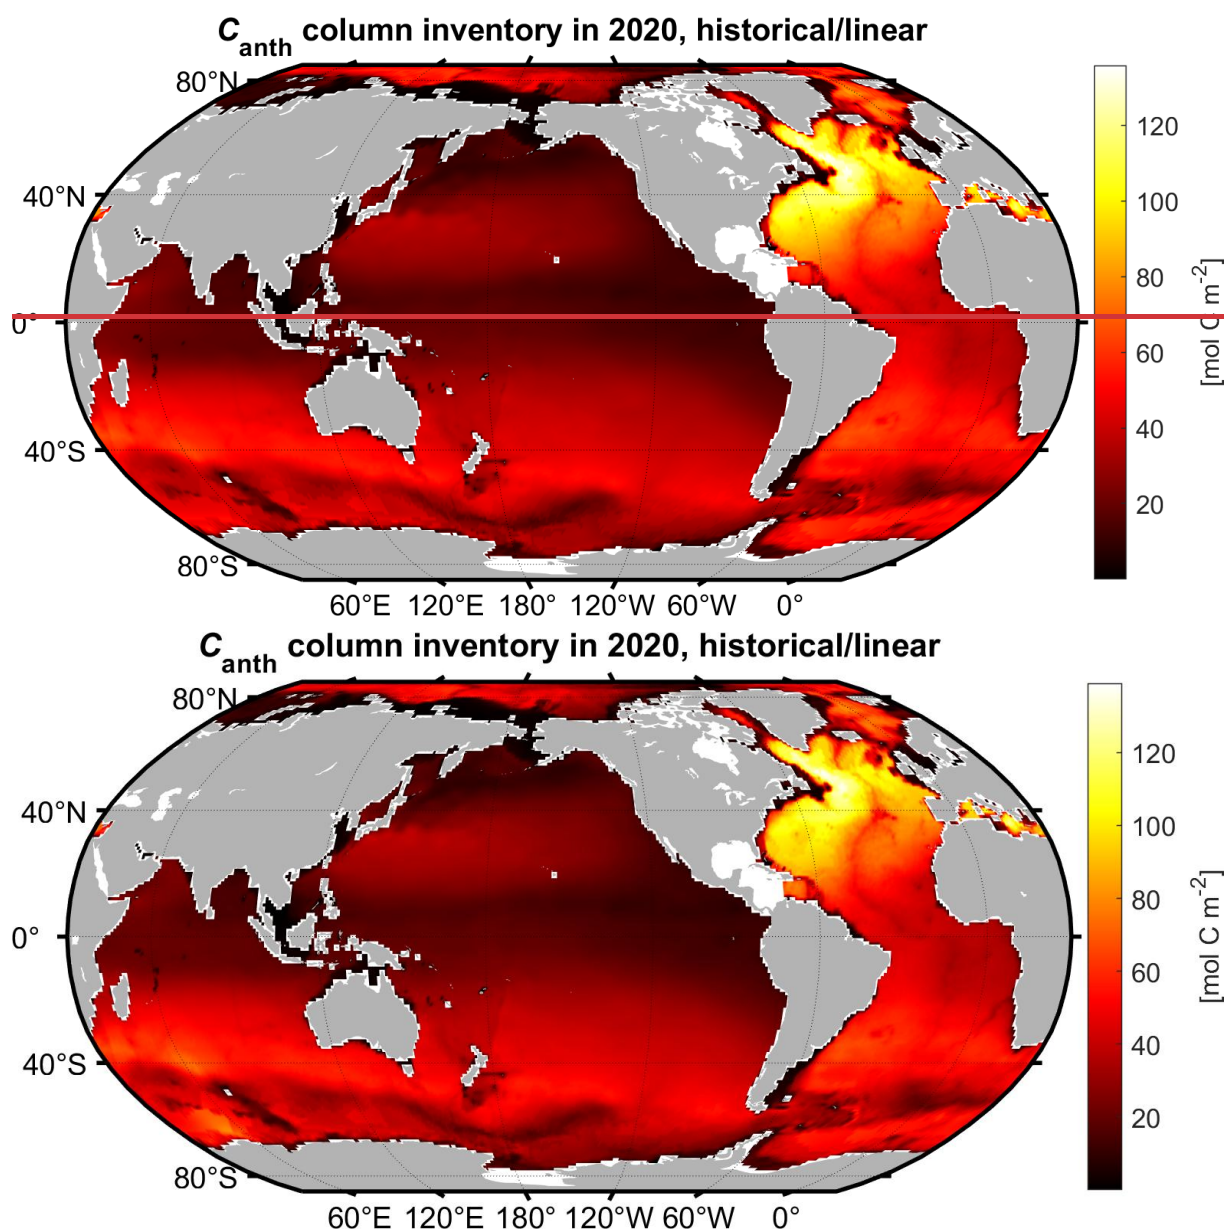 C_anth column inventory in 2020, historical/linear
80°N
40°N
0°
40°S
80°S
60°E 120°E 180° 120°W 60°W 0°
120
100
80
60
40
20
[mol C m⁻²]
C_anth column inventory in 2020, historical/linear
80°N
40°N
0°
40°S
80°S
60°E 120°E 180° 120°W 60°W 0°
120
100
80
60
40
20
[mol C m⁻²]